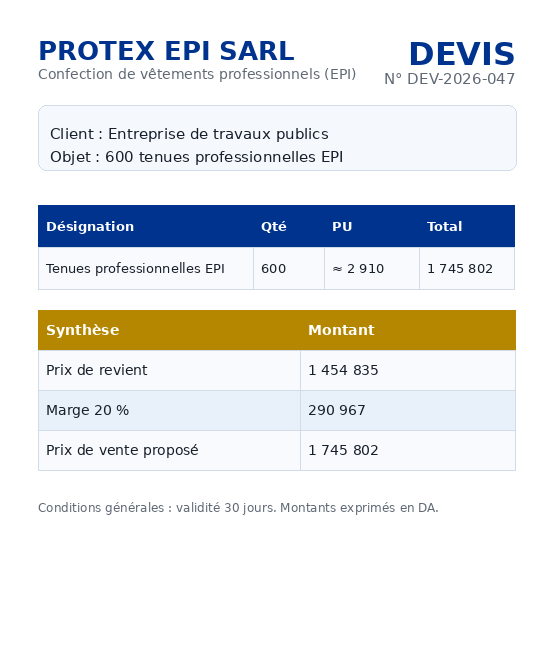 PROTEX EPI SARL
DEVIS
Confection de vêtements professionnels (EPI)
N° DEV-2026-047
Client : Entreprise de travaux publics
Objet : 600 tenues professionnelles EPI
Désignation Qté PU Total
Tenues professionnelles EPI 600 ≈ 2 910 1 745 802
Synthèse Montant
Prix de revient 1 454 835
Marge 20 % 290 967
Prix de vente proposé 1 745 802
Conditions générales : validité 30 jours. Montants exprimés en DA.